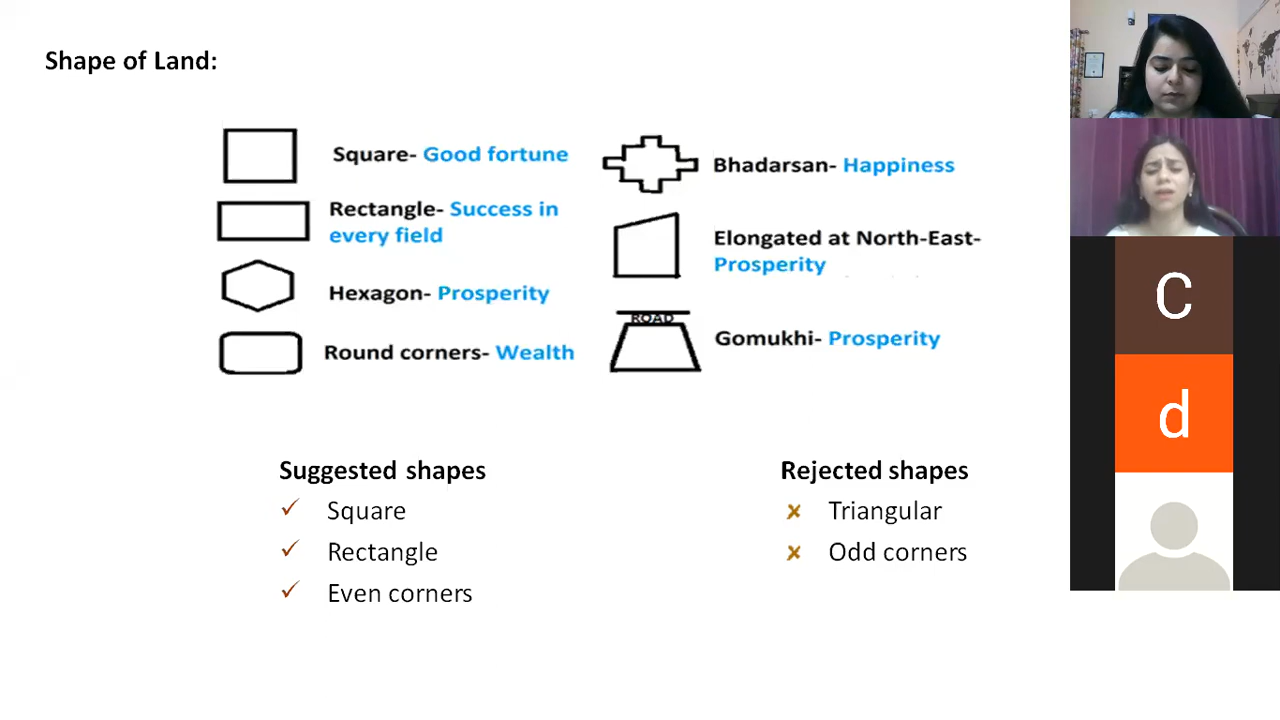 Shape of Land:
Square- Good fortune
Rectangle- Success in
every field
Hexagon- Prosperity
Round corners- Wealth
Bhadarsan- Happiness
Elongated at North-East-
Prosperity
ROAD
Gomukhi- Prosperity
Suggested shapes
✓ Square
✓ Rectangle
✓ Even corners
Rejected shapes
✘ Triangular
✘ Odd corners
C
d